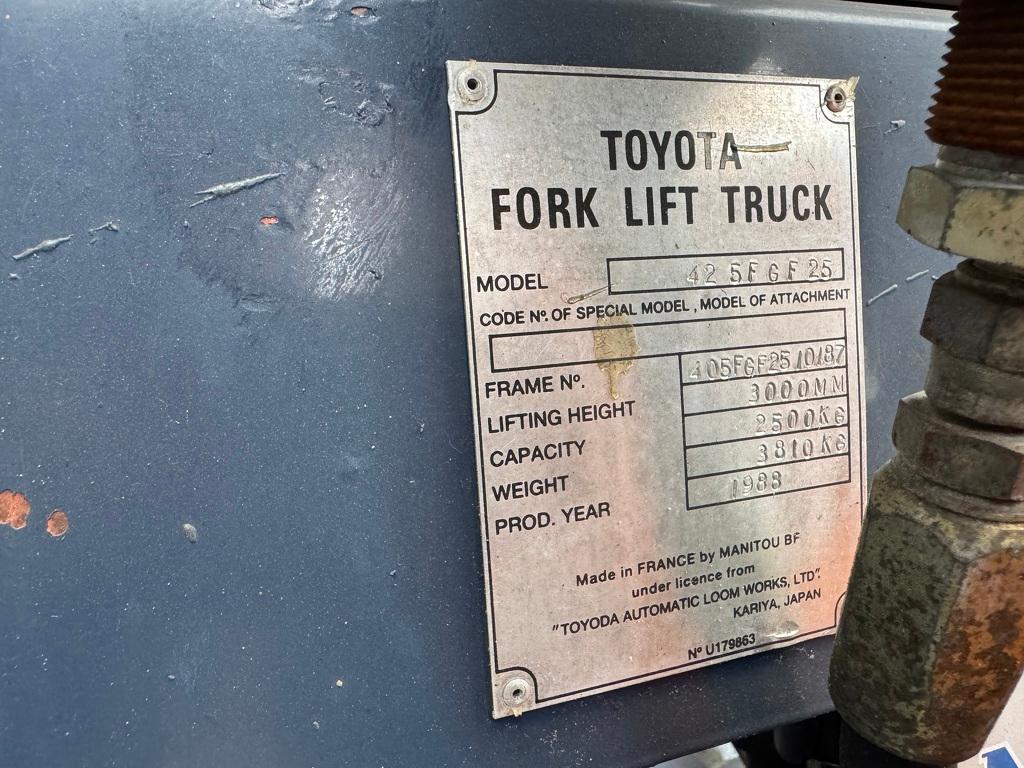 TOYOTA
FORK LIFT TRUCK
MODEL 42 5FGF25
CODE Nº. OF SPECIAL MODEL , MODEL OF ATTACHMENT
FRAME Nº. 405FGF2510187
LIFTING HEIGHT 3000MM
CAPACITY 2500KG
WEIGHT 3810KG
PROD. YEAR 1988
Made in FRANCE by MANITOU BF
under licence from
"TOYODA AUTOMATIC LOOM WORKS, LTD".
KARIYA, JAPAN
Nº U179863